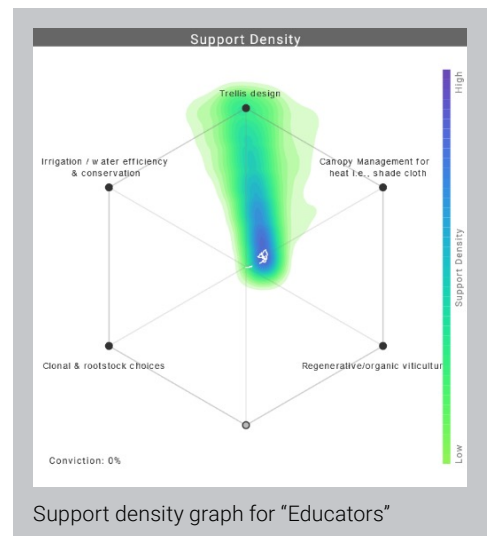 Support Density
Trellis design
Irrigation / water efficiency
& conservation
Canopy Management for
heat i.e., shade cloth
Clonal & rootstock choices
Regenerative/organic viticultur
Conviction: 0%
High
Support Density
Low
Support density graph for “Educators”